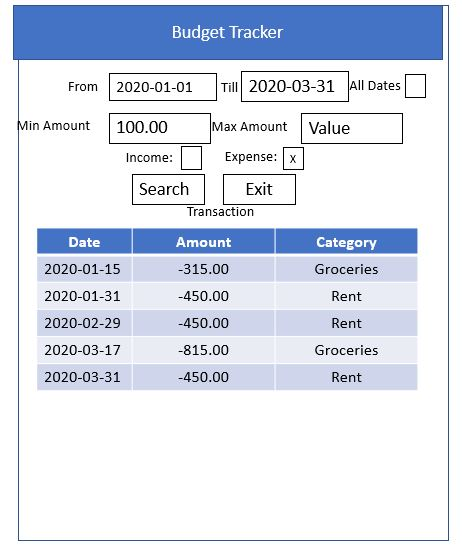 Budget Tracker
From 2020-01-01 Till 2020-03-31 All Dates
Min Amount 100.00 Max Amount Value
Income: Expense: x
Search Exit
Transaction
Date Amount Category
2020-01-15 -315.00 Groceries
2020-01-31 -450.00 Rent
2020-02-29 -450.00 Rent
2020-03-17 -815.00 Groceries
2020-03-31 -450.00 Rent